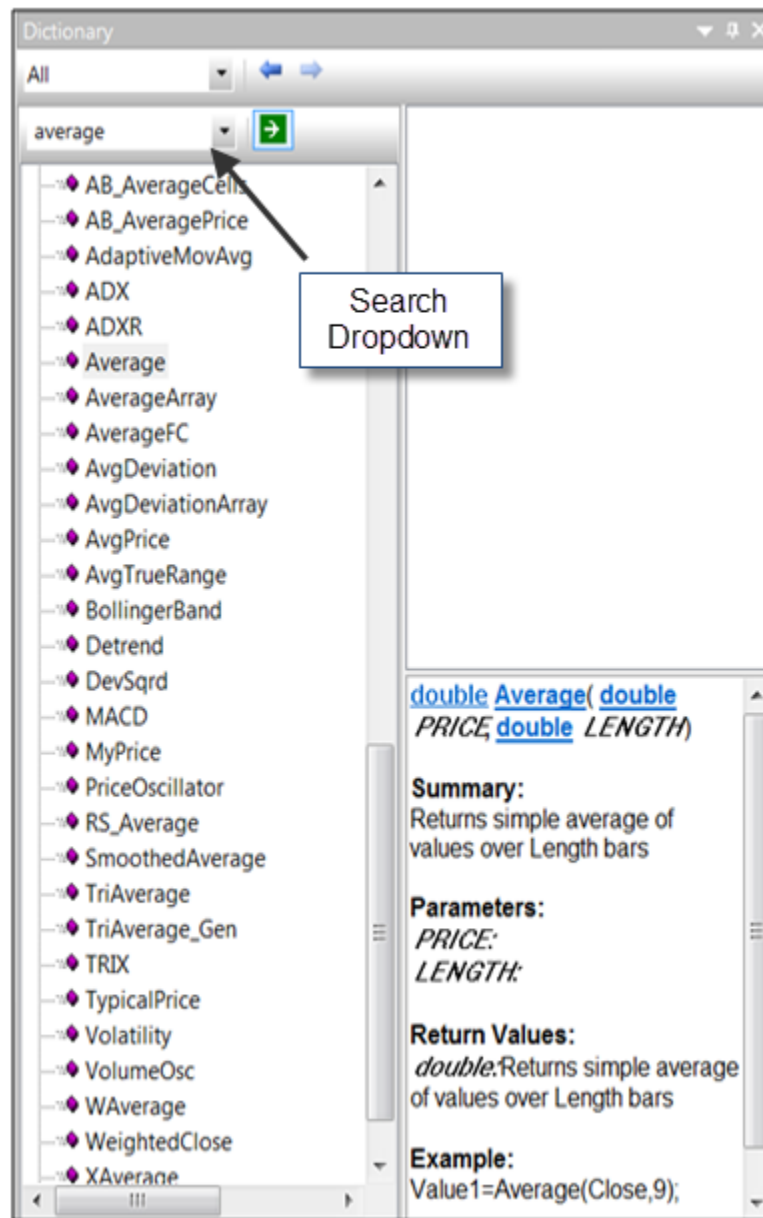 Dictionary
All
average
AB_AverageCells
AB_AveragePrice
AdaptiveMovAvg
ADX
ADXR
Average
AverageArray
AverageFC
AvgDeviation
AvgDeviationArray
AvgPrice
AvgTrueRange
BollingerBand
Detrend
DevSqrd
MACD
MyPrice
PriceOscillator
RS_Average
SmoothedAverage
TriAverage
TriAverage_Gen
TRIX
TypicalPrice
Volatility
VolumeOsc
WAverage
WeightedClose
XAverage
Search
Dropdown
double Average( double
PRICE, double LENGTH)
Summary:
Returns simple average of
values over Length bars
Parameters:
PRICE:
LENGTH:
Return Values:
double:Returns simple average
of values over Length bars
Example:
Value1=Average(Close,9);